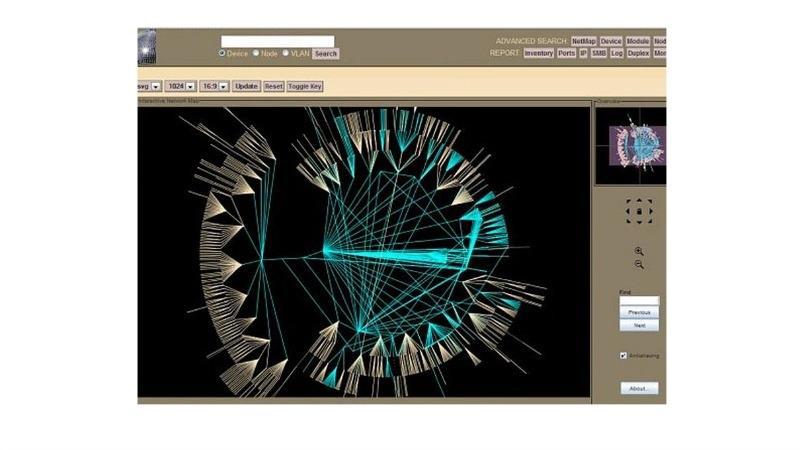 ADVANCED SEARCH: NetMap Device Module Nod
Device Node VLAN Search
REPORT: Inventory Ports IP SMB Log Duplex Mor
svg 1024 16:9 Update Reset Toggle Key
Interactive Network Map
Overview
Find
Previous
Next
Antialiasing
About...